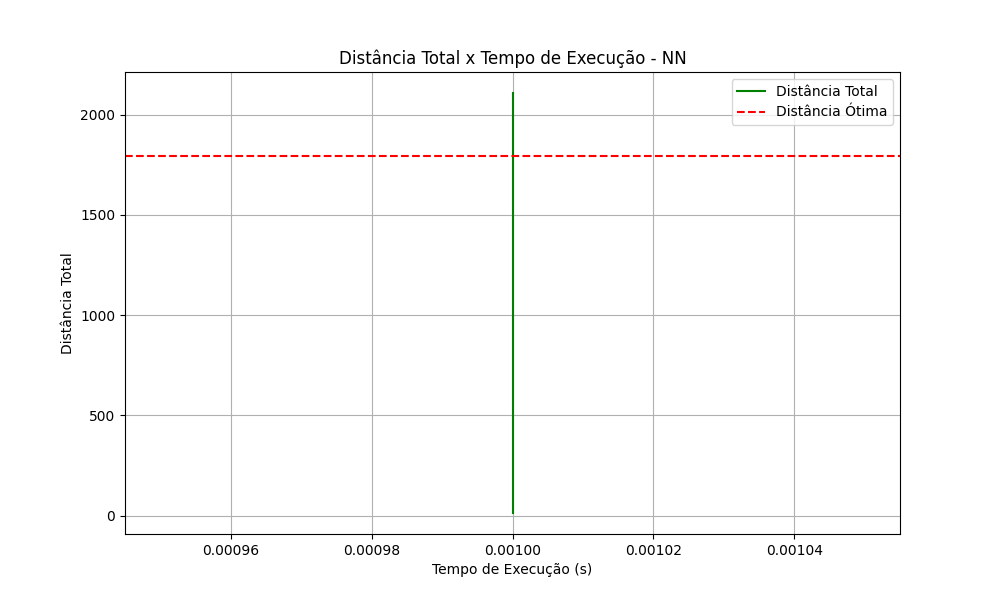 Distância Total x Tempo de Execução - NN
Distância Total
Distância Ótima
2000
1500
1000
500
0
Distância Total
0.00096
0.00098
0.00100
0.00102
0.00104
Tempo de Execução (s)